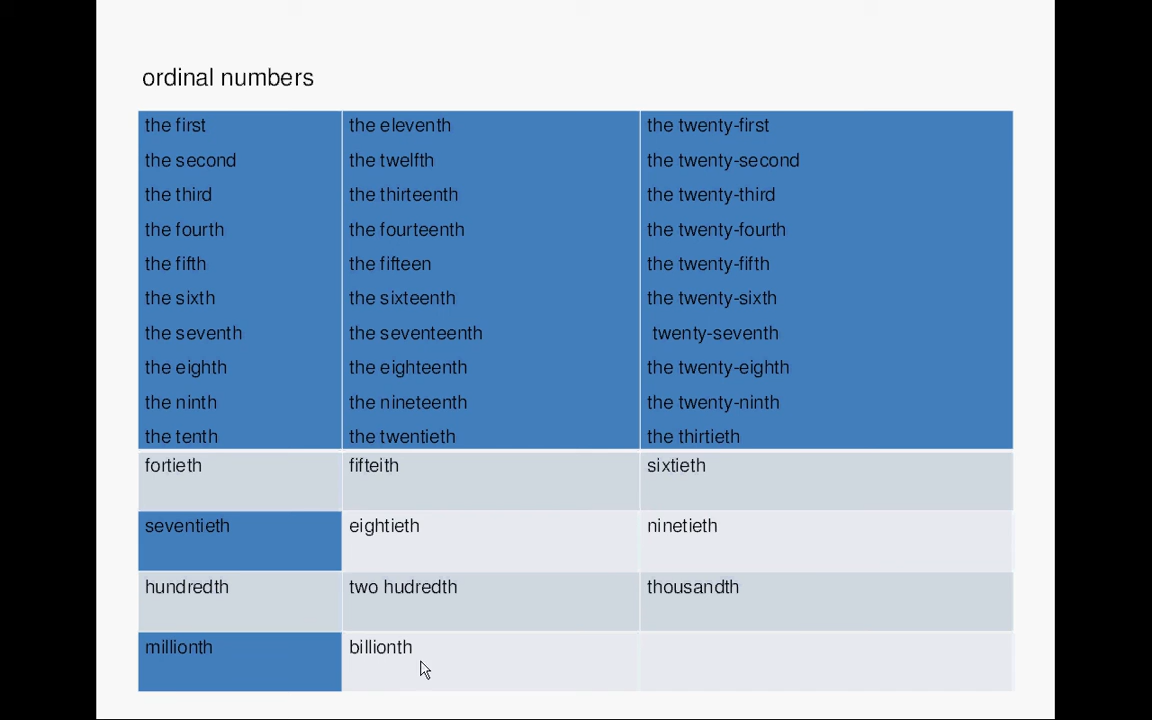 ordinal numbers
the first
the second
the third
the fourth
the fifth
the sixth
the seventh
the eighth
the ninth
the tenth
the eleventh
the twelfth
the thirteenth
the fourteenth
the fifteen
the sixteenth
the seventeenth
the eighteenth
the nineteenth
the twentieth
the twenty-first
the twenty-second
the twenty-third
the twenty-fourth
the twenty-fifth
the twenty-sixth
twenty-seventh
the twenty-eighth
the twenty-ninth
the thirtieth
fortieth
fifteith
sixtieth
seventieth
eightieth
ninetieth
hundredth
two hudredth
thousandth
millionth
billionth